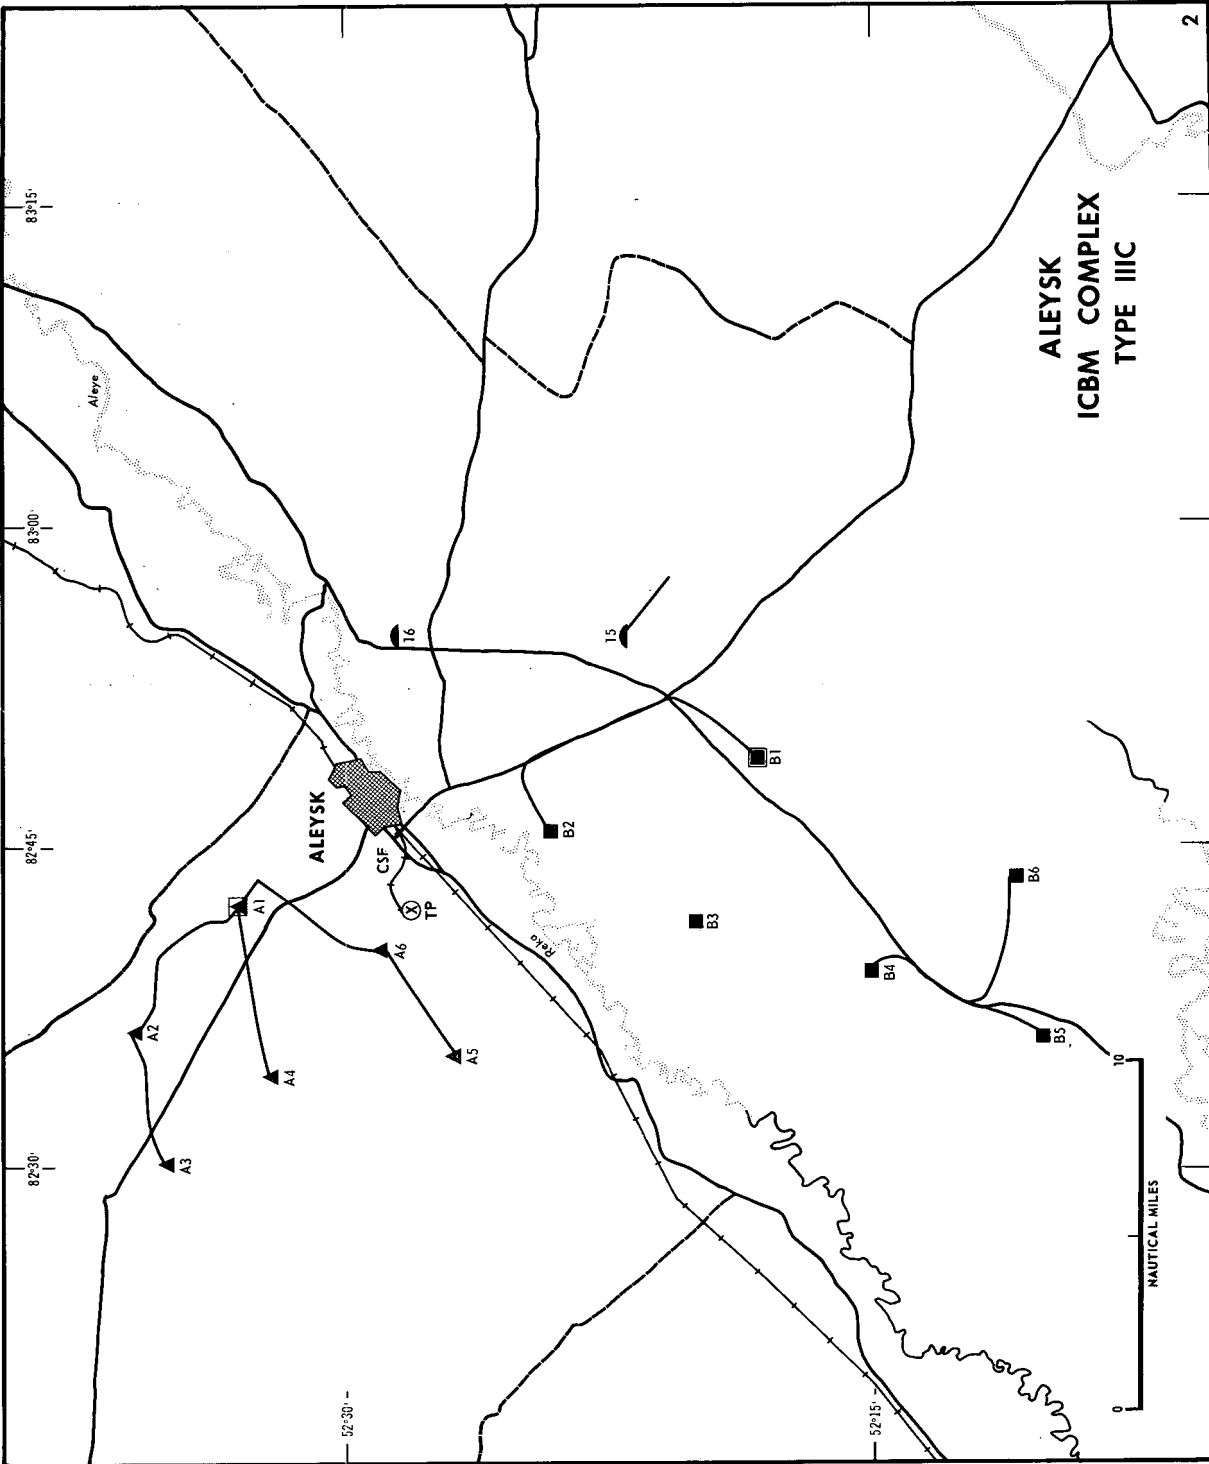 82°30'
82°45'
83°00'
83°15'
Aleye
A2
A3
A1
A4
ALEYSK
52°30'
CSF
A6
TP
16
A5
Reka
B2
15
B3
B1
52°15'
B4
B6
B5
ALEYSK
ICBM COMPLEX
TYPE IIIC
0
10
NAUTICAL MILES
2